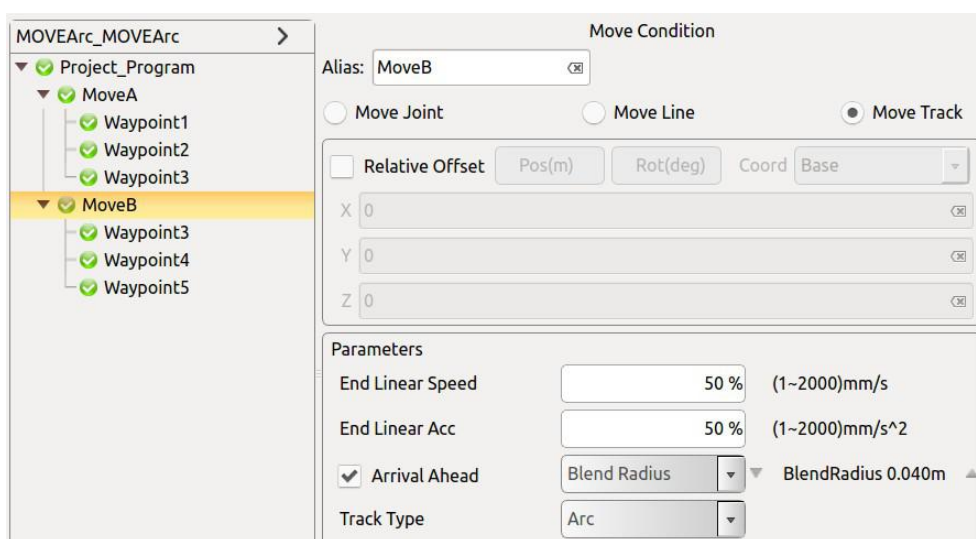 MOVEArc_MOVEArc
Project_Program
MoveA
Waypoint1
Waypoint2
Waypoint3
MoveB
Waypoint3
Waypoint4
Waypoint5
Move Condition
Alias: MoveB
Move Joint Move Line Move Track
Relative Offset Pos(m) Rot(deg) Coord Base
X 0
Y 0
Z 0
Parameters
End Linear Speed 50 % (1~2000)mm/s
End Linear Acc 50 % (1~2000)mm/s^2
Arrival Ahead Blend Radius BlendRadius 0.040m
Track Type Arc